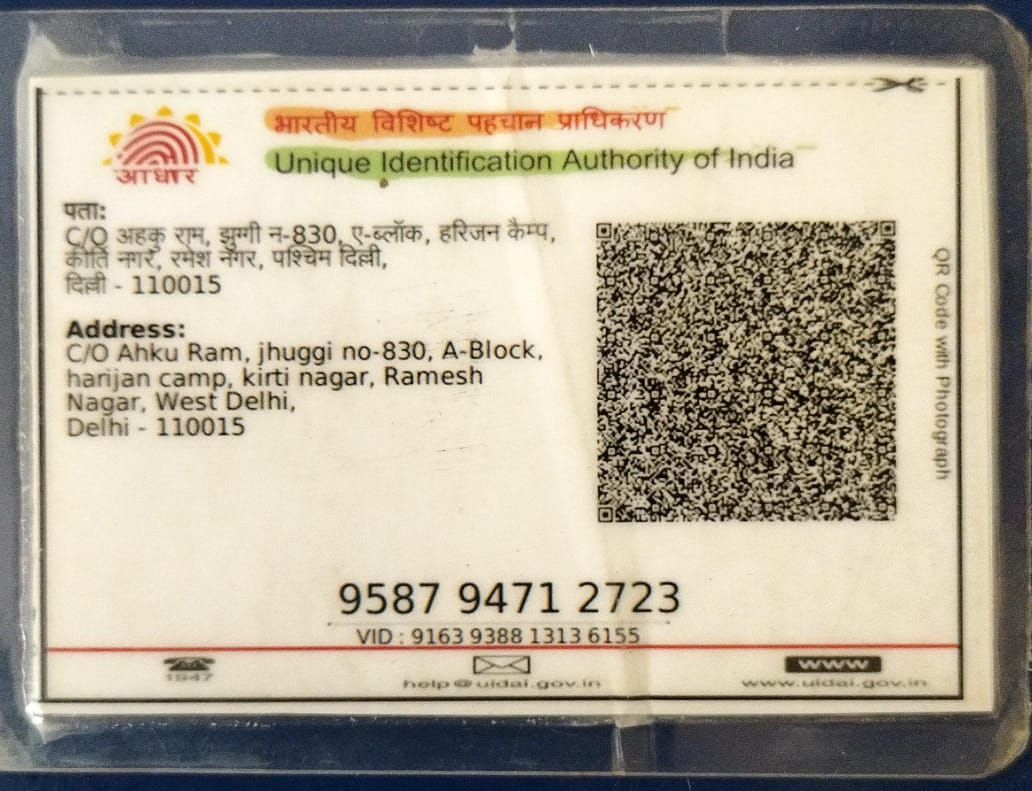 भारतीय विशिष्ट पहचान प्राधिकरण
Unique Identification Authority of India
आधार
पता:
C/O अहकु राम, झुग्गी न-830, ए-ब्लॉक, हरिजन कैम्प,
कीर्ति नगर, रमेश नगर, पश्चिम दिल्ली,
दिल्ली - 110015
Address:
C/O Ahku Ram, jhuggi no-830, A-Block,
harijan camp, kirti nagar, Ramesh
Nagar, West Delhi,
Delhi - 110015
QR Code with Photograph
9587 9471 2723
VID : 9163 9388 1313 6155
1947
help@uidai.gov.in
www
www.uidai.gov.in